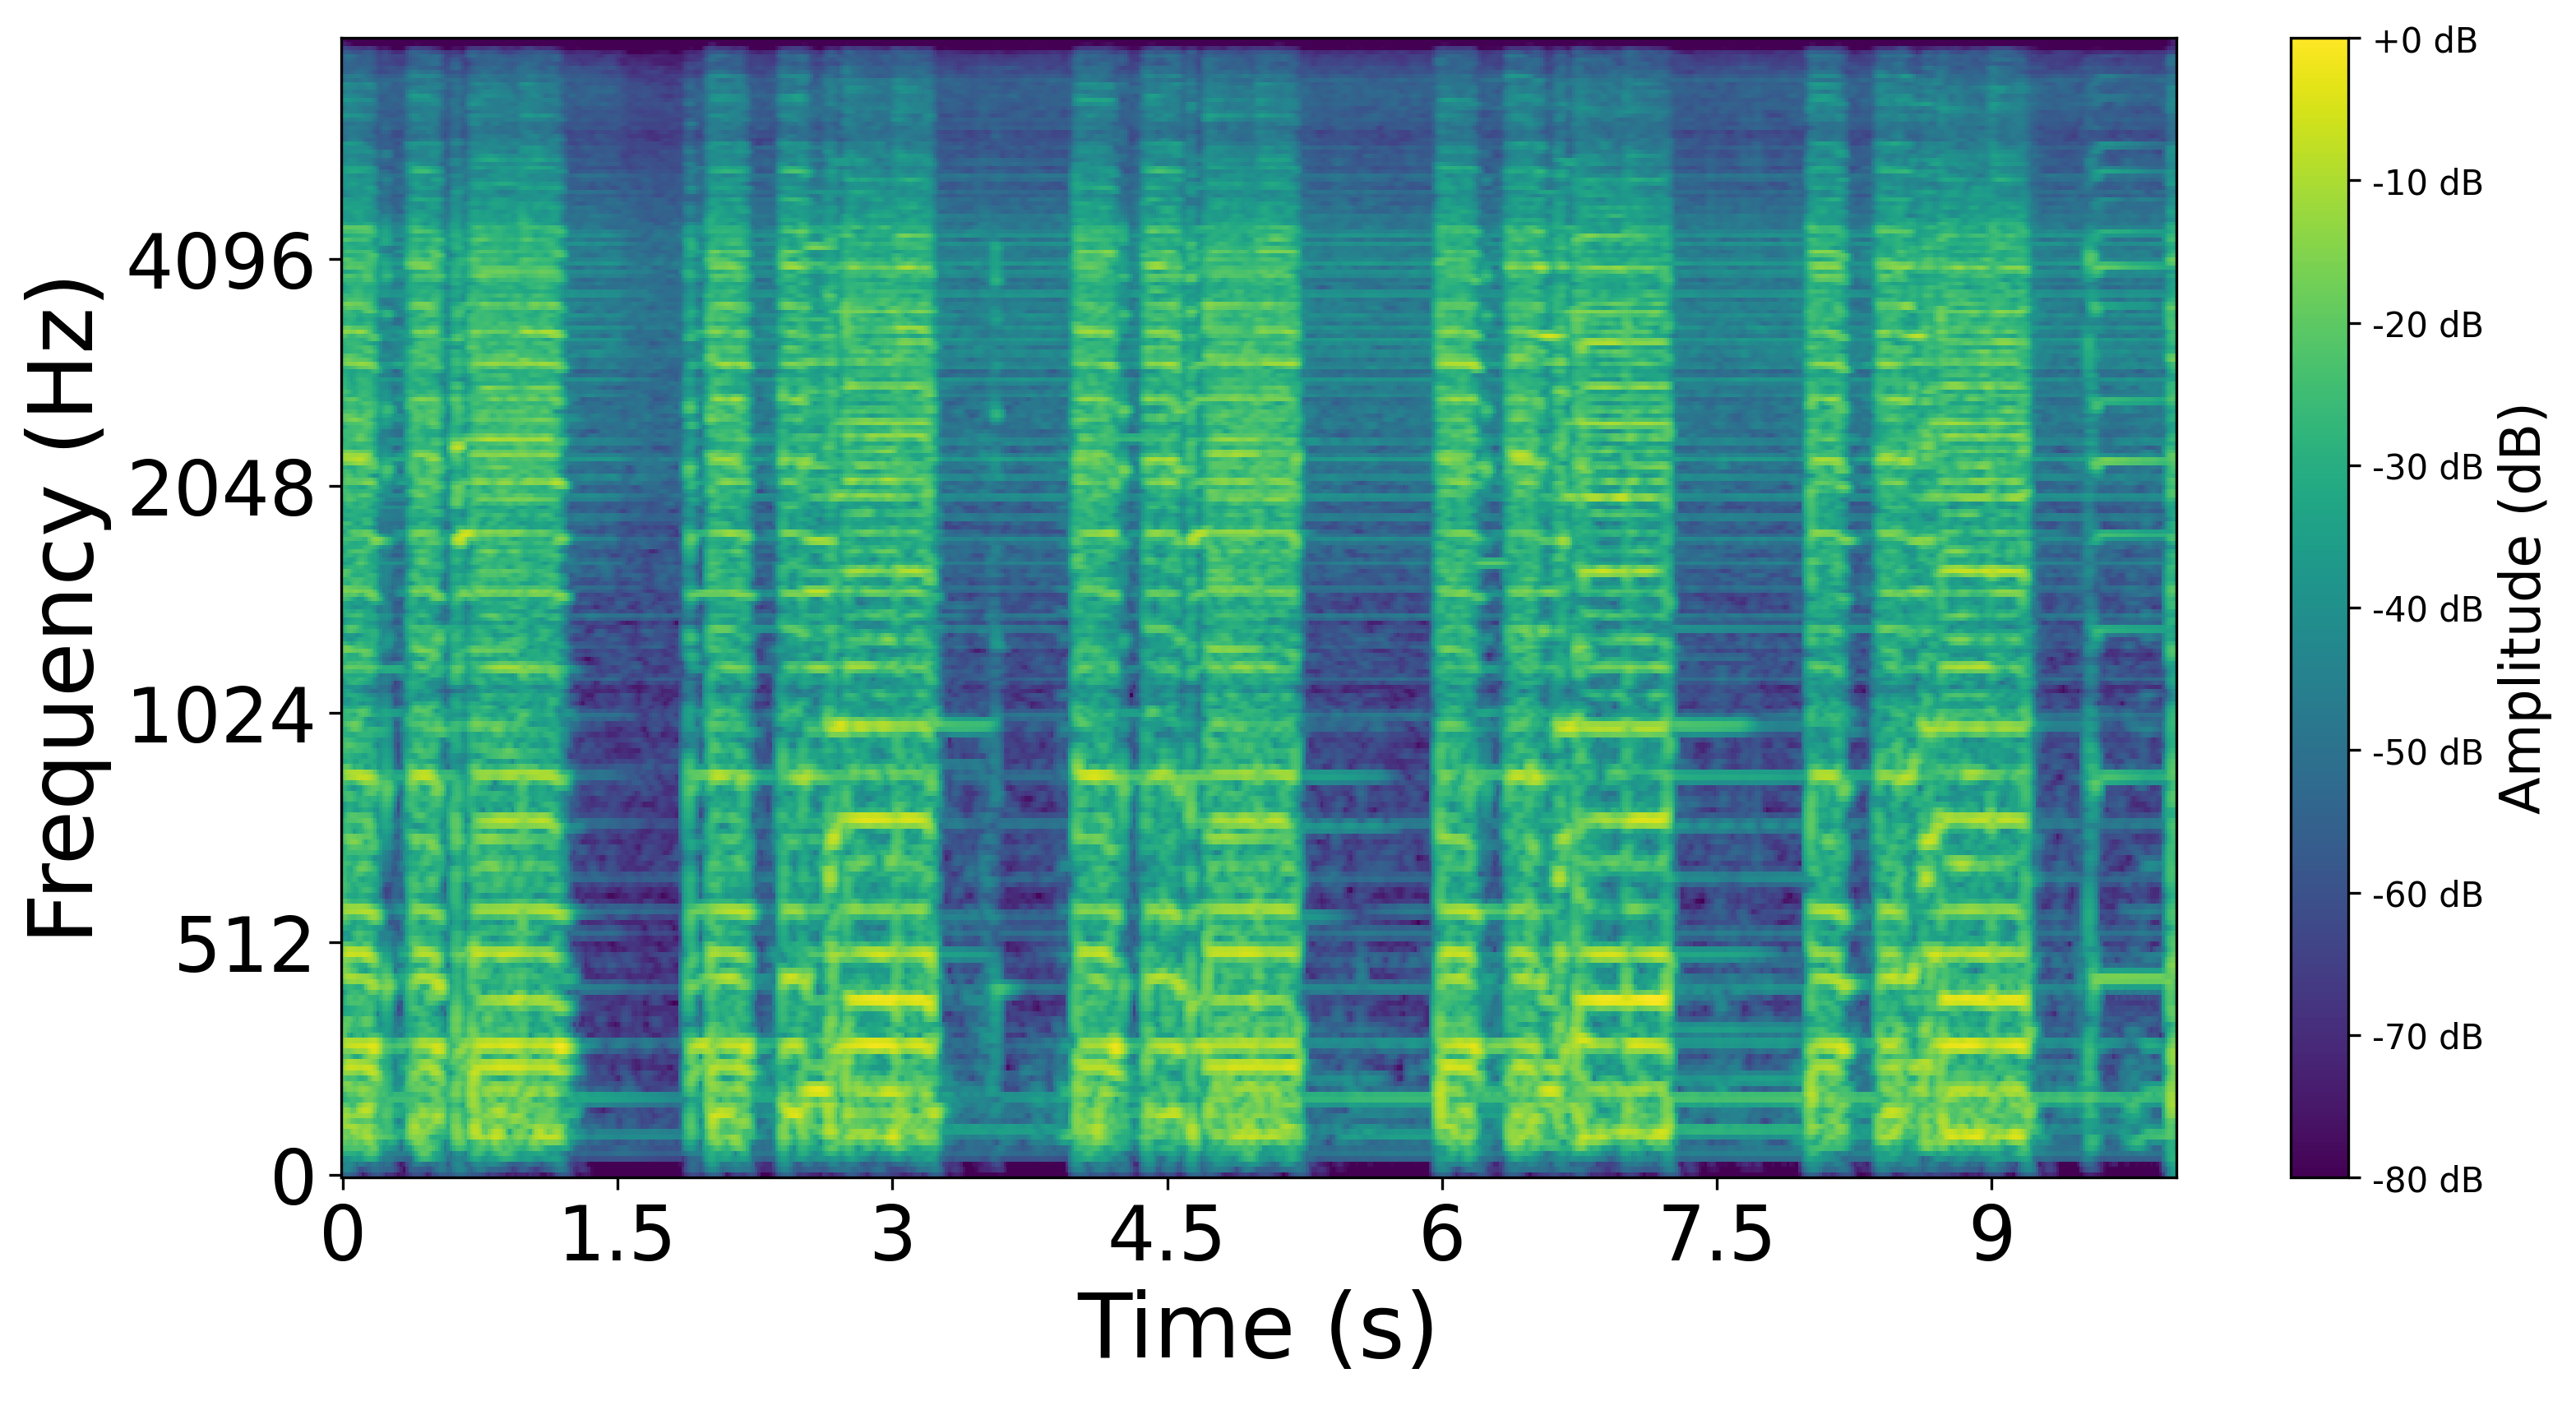 +0 dB
-10 dB
-20 dB
-30 dB
-40 dB
-50 dB
-60 dB
-70 dB
-80 dB
Amplitude (dB)
4096
2048
1024
512
0
Frequency (Hz)
0 1.5 3 4.5 6 7.5 9
Time (s)